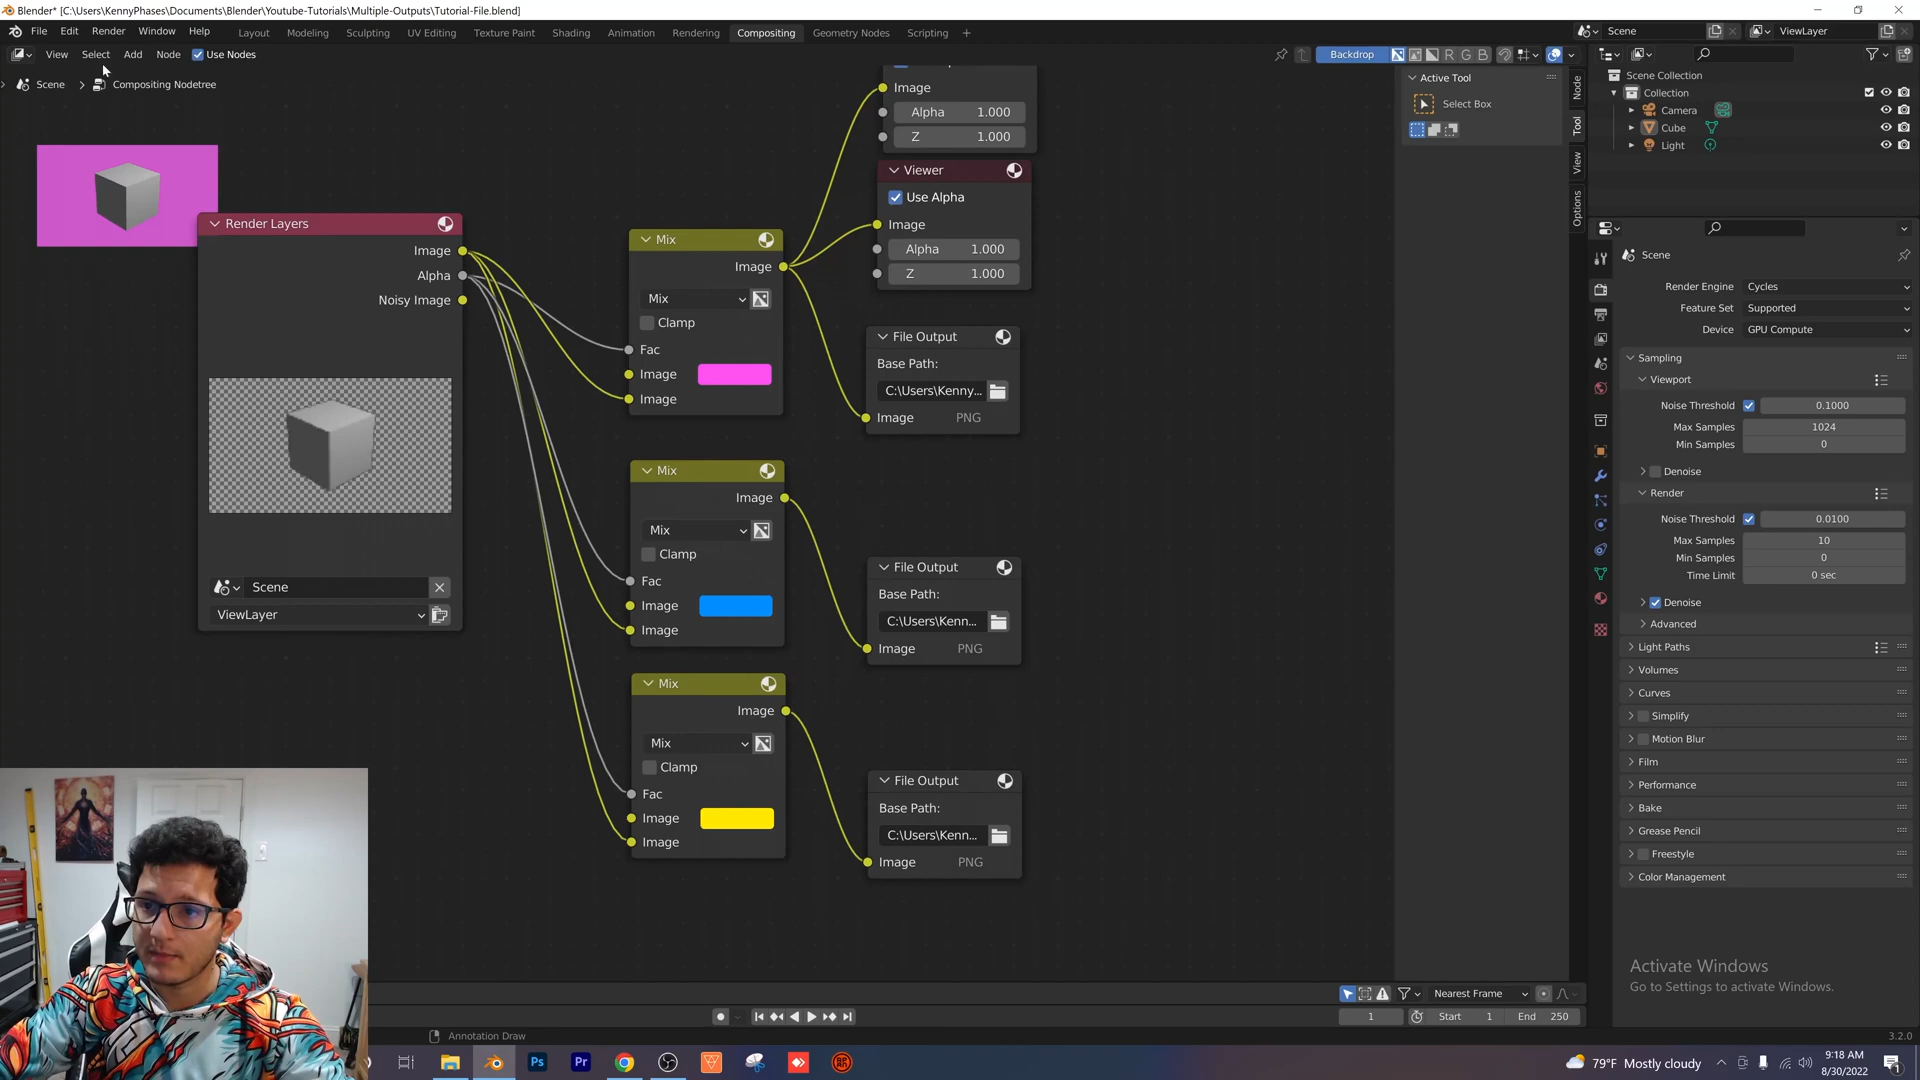 Blender* [C:\Users\KennyPhases\Documents\Blender\Youtube-Tutorials\Multiple-Outputs\Tutorial-File.blend]
File Edit Render Window Help
Layout Modeling Sculpting UV Editing Texture Paint Shading Animation Rendering Compositing Geometry Nodes Scripting +
Scene
ViewLayer
View Select Add Node Use Nodes
Backdrop
R G B
Scene > Compositing Nodetree
Active Tool
Select Box
Node
Tool
View
Options
Scene Collection
Collection
Camera
Cube
Light
Image
Alpha 1.000
Z 1.000
Viewer
Use Alpha
Image
Alpha 1.000
Z 1.000
Render Layers
Image
Alpha
Noisy Image
Scene
ViewLayer
Mix
Image
Mix
Clamp
Fac
Image
Image
File Output
Base Path:
C:\Users\Kenny...
Image PNG
Mix
Image
Mix
Clamp
Fac
Image
Image
File Output
Base Path:
C:\Users\Kenn...
Image PNG
Mix
Image
Mix
Clamp
Fac
Image
Image
File Output
Base Path:
C:\Users\Kenn...
Image PNG
Scene
Render Engine Cycles
Feature Set Supported
Device GPU Compute
Sampling
Viewport
Noise Threshold 0.1000
Max Samples 1024
Min Samples 0
Denoise
Render
Noise Threshold 0.0100
Max Samples 10
Min Samples 0
Time Limit 0 sec
Denoise
Advanced
Light Paths
Volumes
Curves
Simplify
Motion Blur
Film
Performance
Bake
Grease Pencil
Freestyle
Color Management
Activate Windows
Go to Settings to activate Windows.
Nearest Frame
1 Start 1 End 250
Annotation Draw
3.2.0
Ps
Pr
79°F Mostly cloudy
9:18 AM
8/30/2022
1